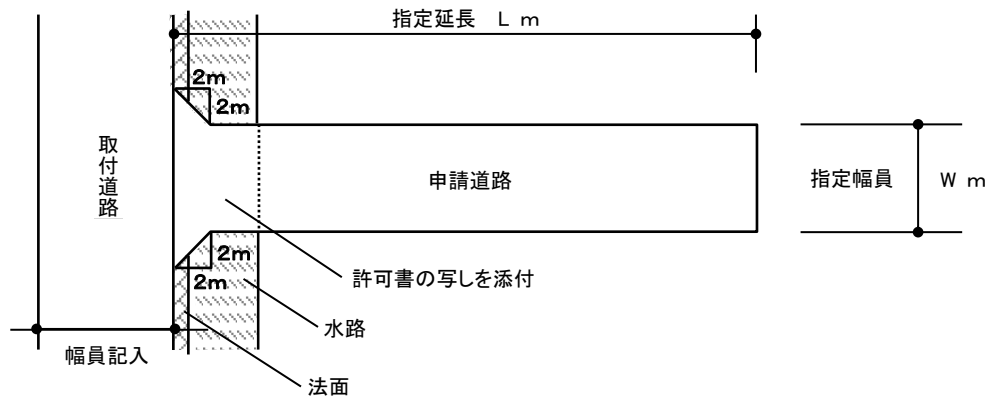 指定延長 L m
2m
2m
取付道路
申請道路
指定幅員
W m
2m
2m
許可書の写しを添付
水路
幅員記入
法面